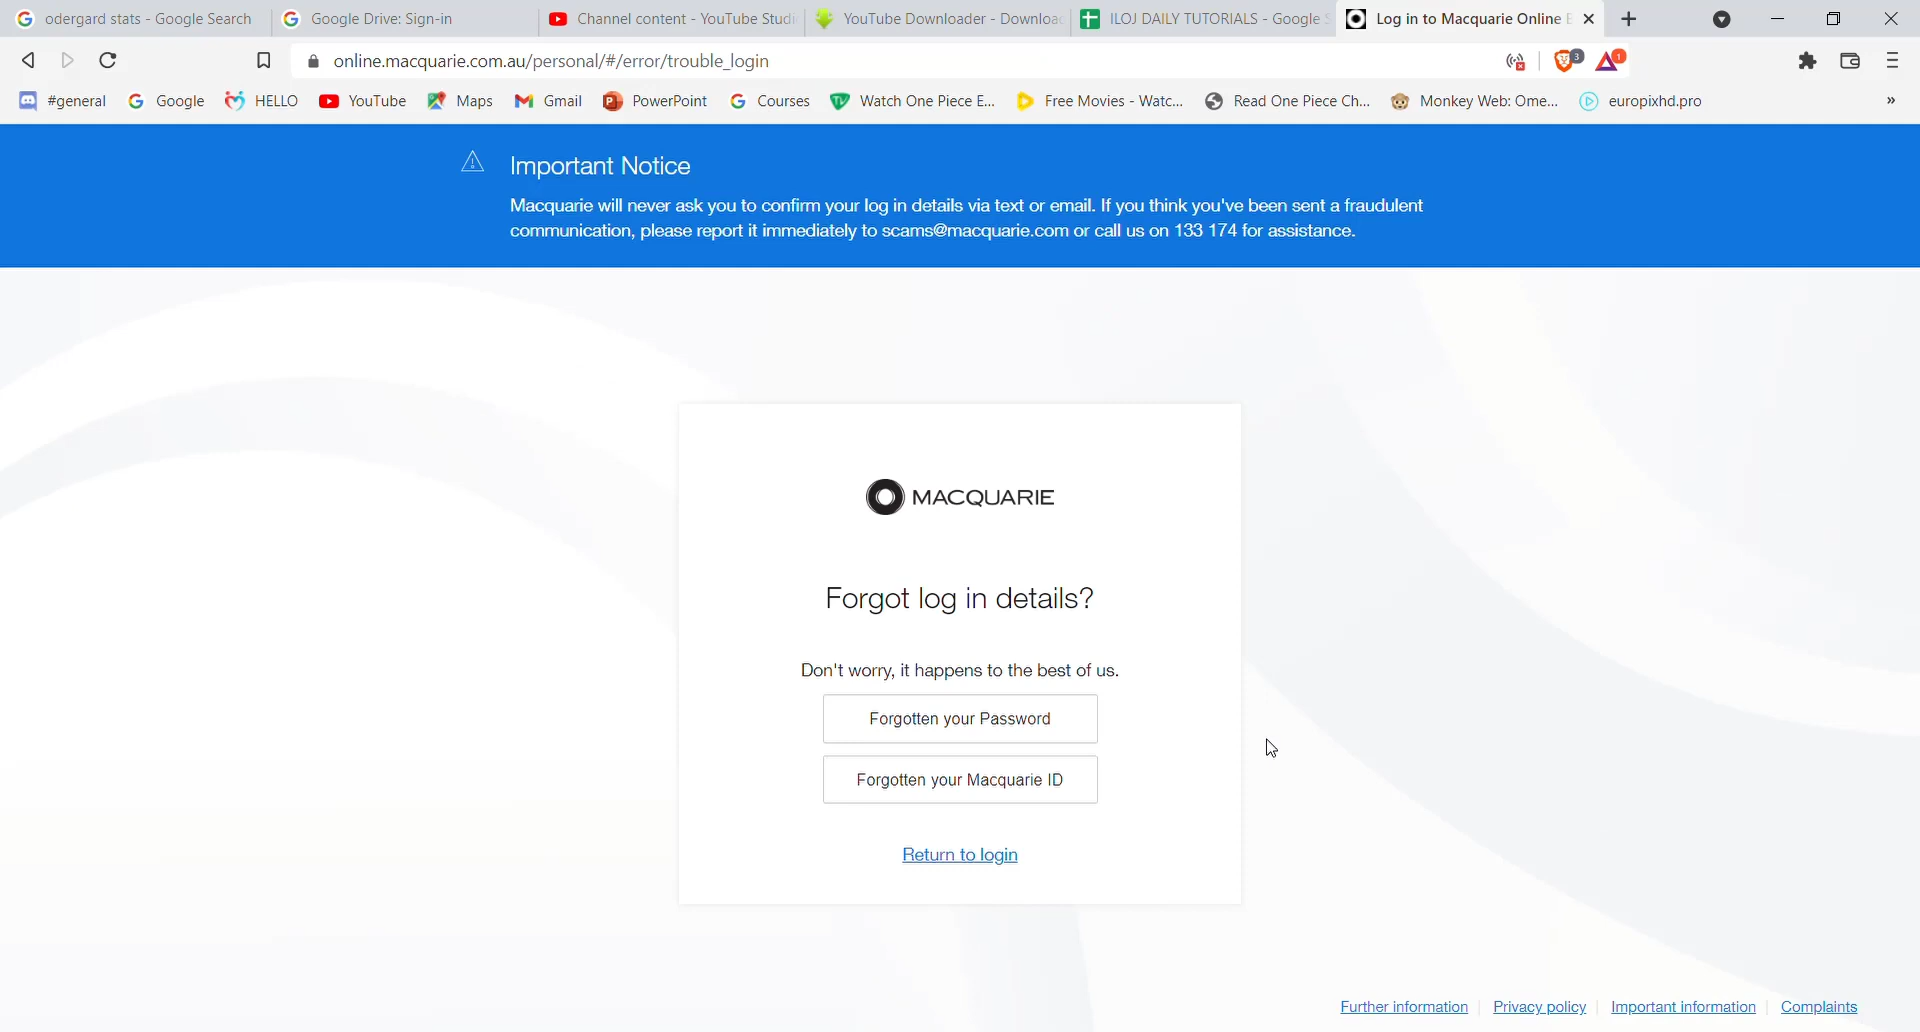 odergard stats - Google Search
Google Drive: Sign-in
Channel content - YouTube Studi
YouTube Downloader - Downloa
ILOJ DAILY TUTORIALS - Google S
Log in to Macquarie Online B
online.macquarie.com.au/personal/#/error/trouble_login
3
1
#general
Google
HELLO
YouTube
Maps
Gmail
PowerPoint
Courses
Watch One Piece E...
Free Movies - Watc...
Read One Piece Ch...
Monkey Web: Ome...
europixhd.pro
»
Important Notice
Macquarie will never ask you to confirm your log in details via text or email. If you think you've been sent a fraudulent
communication, please report it immediately to scams@macquarie.com or call us on 133 174 for assistance.
MACQUARIE
Forgot log in details?
Don't worry, it happens to the best of us.
Forgotten your Password
Forgotten your Macquarie ID
Return to login
Further information
Privacy policy
Important information
Complaints